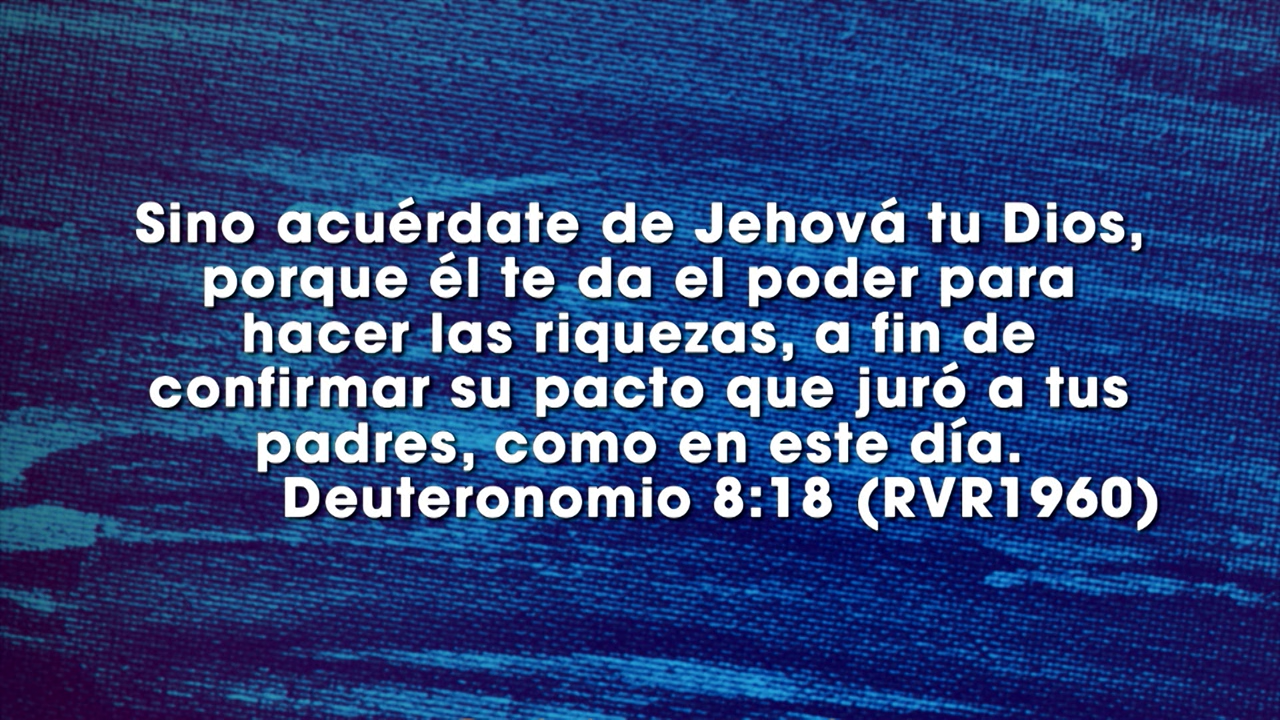 Sino acuérdate de Jehová tu Dios,
porque él te da el poder para
hacer las riquezas, a fin de
confirmar su pacto que juró a tus
padres, como en este día.
Deuteronomio 8:18 (RVR1960)